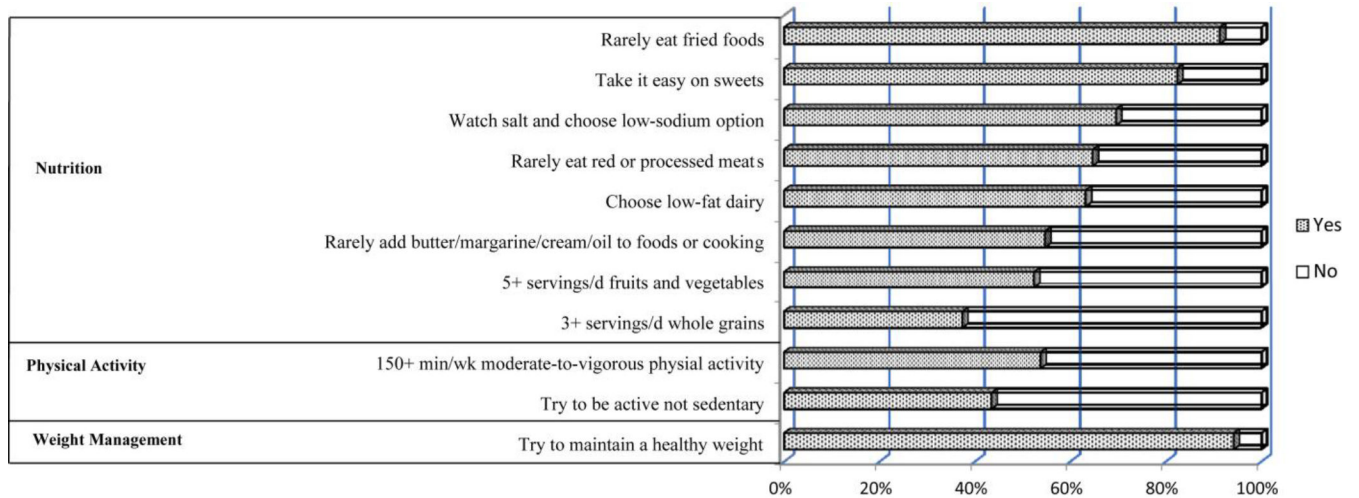 Rarely eat fried foods
Take it easy on sweets
Watch salt and choose low-sodium option
Rarely eat red or processed meats
Nutrition
Choose low-fat dairy
Rarely add butter/margarine/cream/oil to foods or cooking
5+ servings/d fruits and vegetables
3+ servings/d whole grains
Physical Activity
150+ min/wk moderate-to-vigorous physial activity
Try to be active not sedentary
Weight Management
Try to maintain a healthy weight
0% 20% 40% 60% 80% 100%
Yes
No